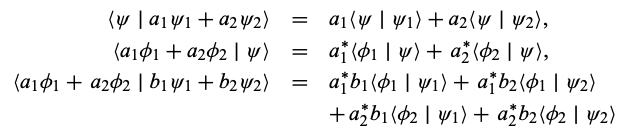 ⟨ψ | a₁ψ₁ + a₂ψ₂⟩ = a₁⟨ψ | ψ₁⟩ + a₂⟨ψ | ψ₂⟩,
⟨a₁ϕ₁ + a₂ϕ₂ | ψ⟩ = a₁*⟨ϕ₁ | ψ⟩ + a₂*⟨ϕ₂ | ψ⟩,
⟨a₁ϕ₁ + a₂ϕ₂ | b₁ψ₁ + b₂ψ₂⟩ = a₁*b₁⟨ϕ₁ | ψ₁⟩ + a₁*b₂⟨ϕ₁ | ψ₂⟩
+ a₂*b₁⟨ϕ₂ | ψ₁⟩ + a₂*b₂⟨ϕ₂ | ψ₂⟩